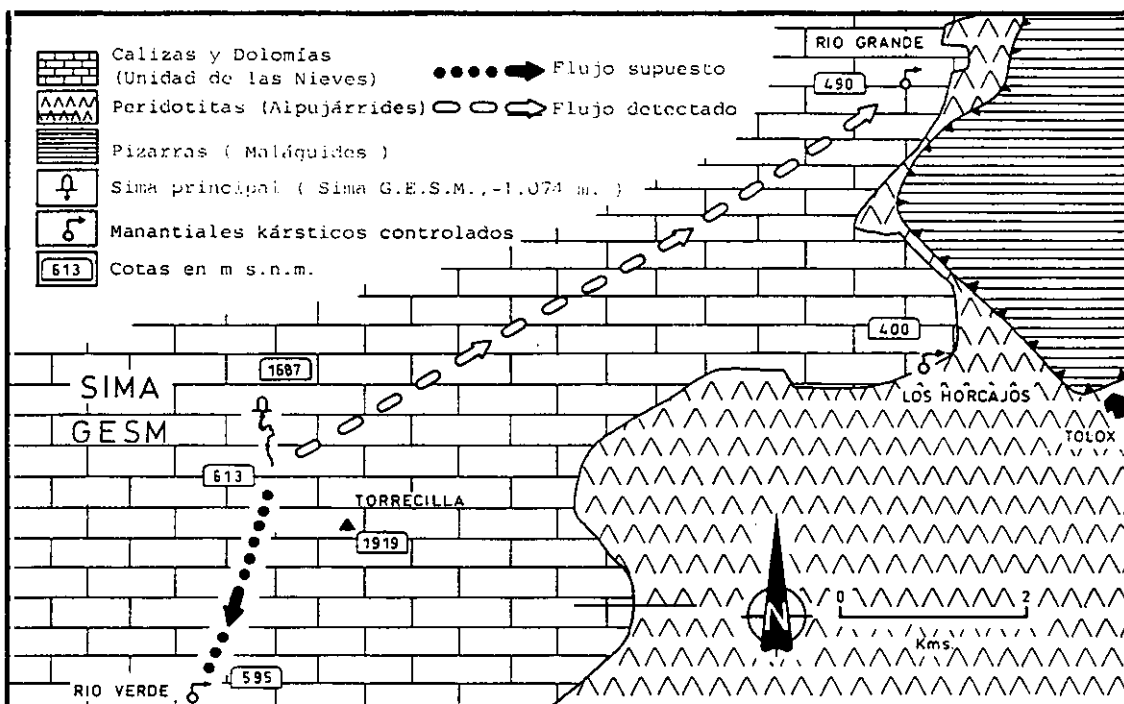 Calizas y Dolomías
(Unidad de las Nieves)
Peridotitas (Alpujárrides)
Pizarras ( Maláguides )
Sima principal ( Sima G.E.S.M.,-1.074 m. )
Manantiales kársticos controlados
613 Cotas en m s.n.m.
Flujo supuesto
Flujo detectado
RIO GRANDE
490
400
LOS HORCAJOS
TOLOX
SIMA
GESM
1687
613
TORRECILLA
1919
RIO VERDE
595
N
0 2
Kms.